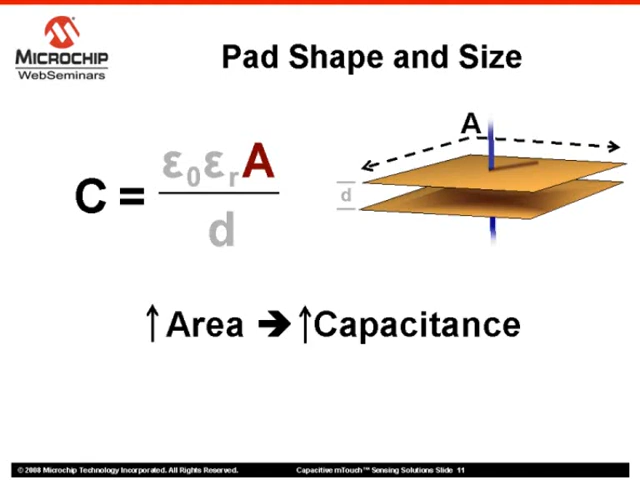 MICROCHIP
WebSeminars
Pad Shape and Size
C = ε₀εᵣA
d
A
d
↑ Area ➔ ↑Capacitance
© 2008 Microchip Technology Incorporated. All Rights Reserved.
Capacitive mTouch™ Sensing Solutions Slide 11